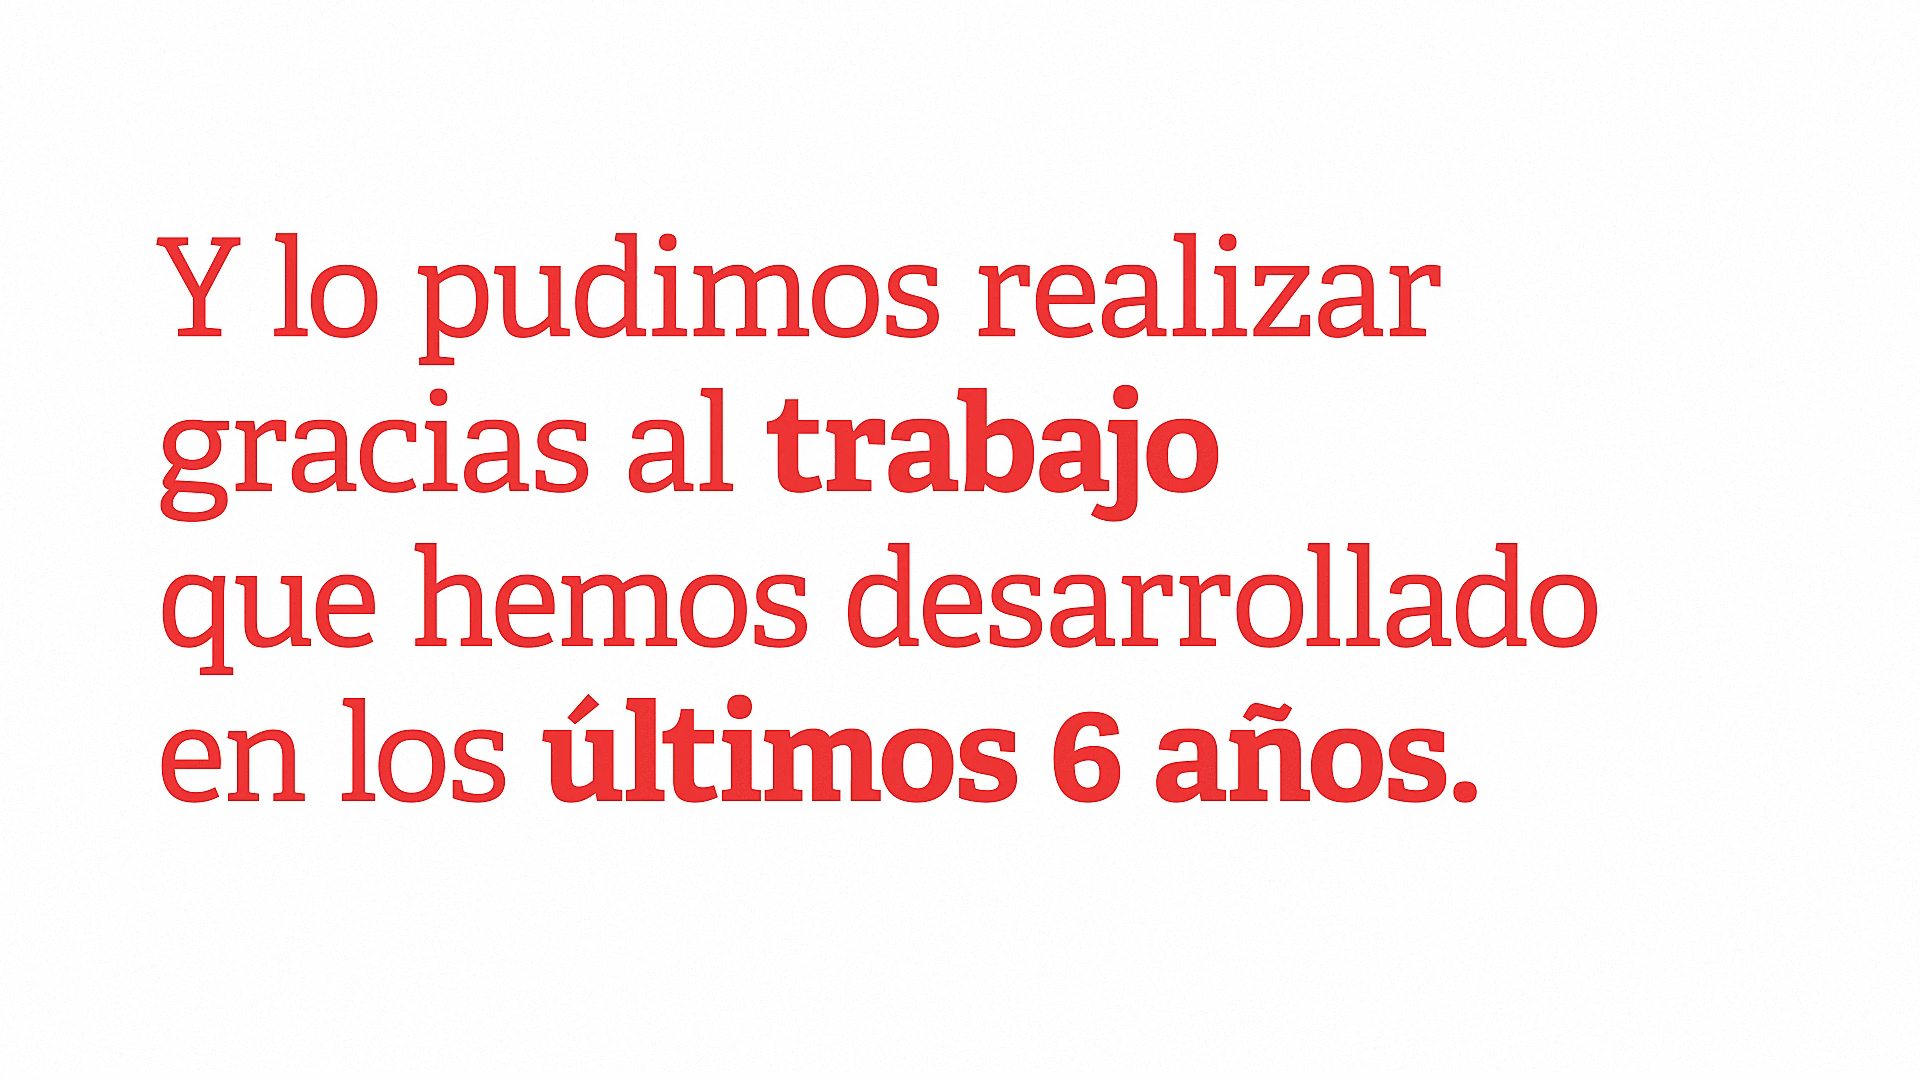 Y lo pudimos realizar
gracias al trabajo
que hemos desarrollado
en los últimos 6 años.